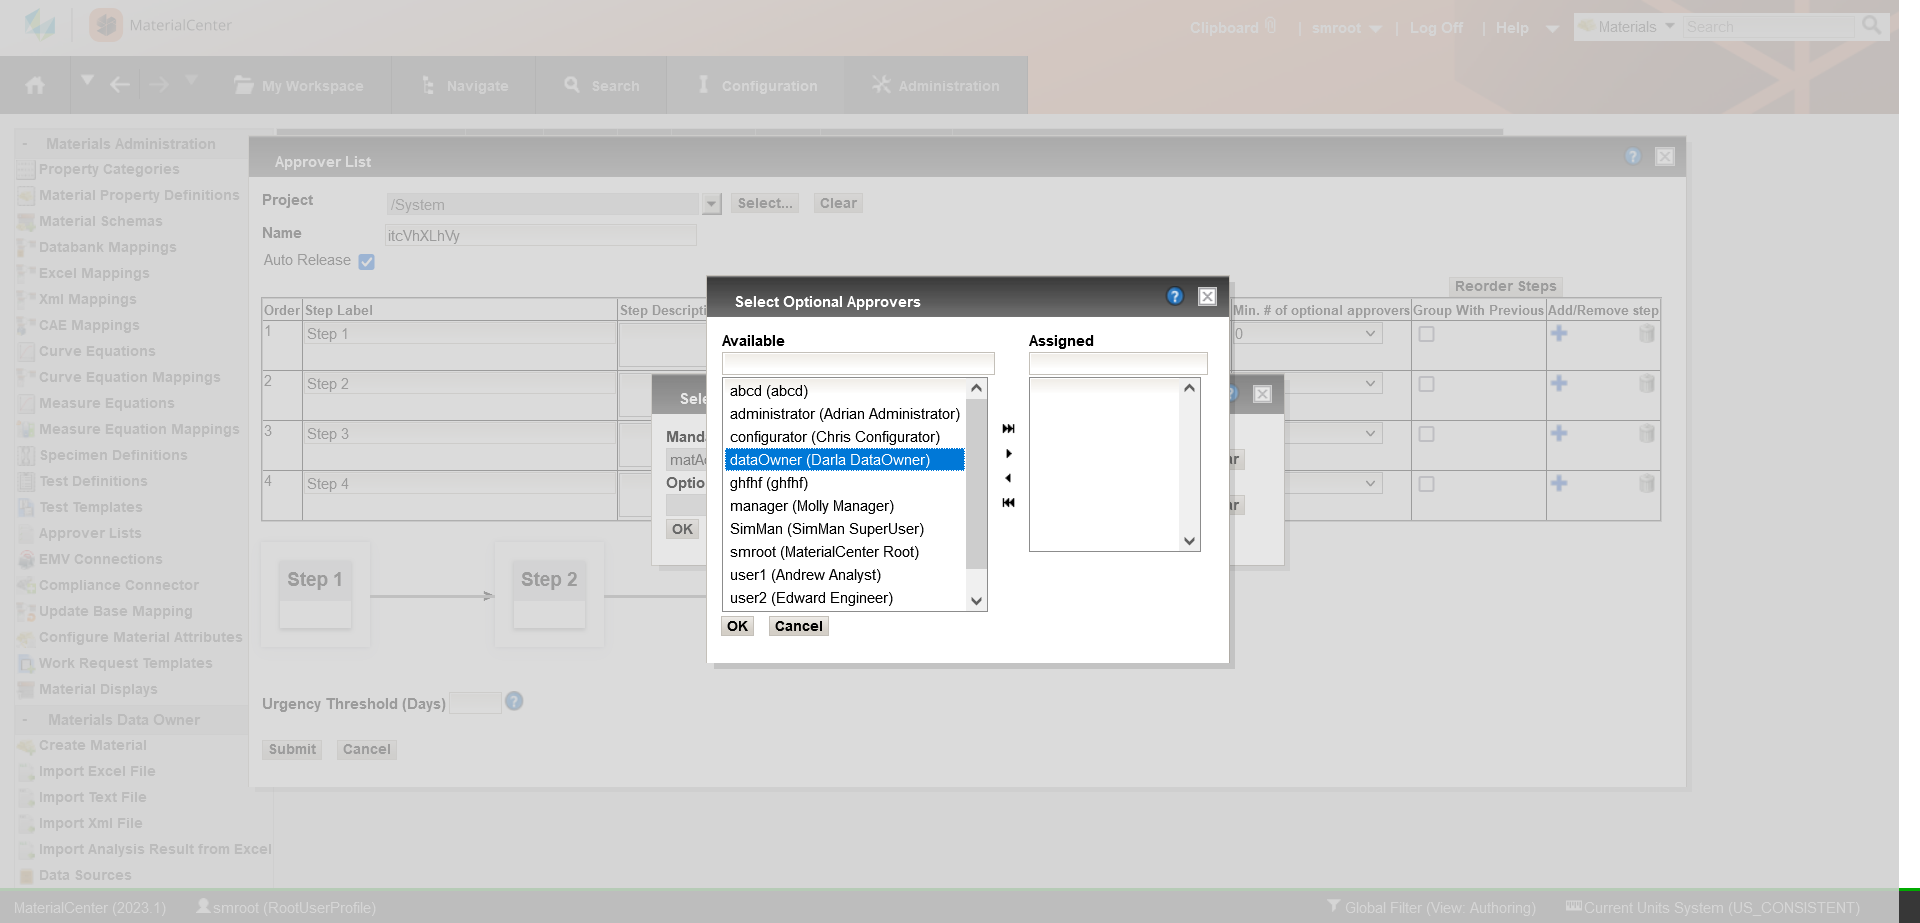 MaterialCenter
Clipboard | smroot | Log Off | Help Materials Search
My Workspace Navigate Search Configuration Administration
- Materials Administration
Property Categories
Material Property Definitions
Material Schemas
Databank Mappings
Excel Mappings
Xml Mappings
CAE Mappings
Curve Equations
Curve Equation Mappings
Measure Equations
Measure Equation Mappings
Specimen Definitions
Test Definitions
Test Templates
Approver Lists
EMV Connections
Compliance Connector
Update Base Mapping
Configure Material Attributes
Work Request Templates
Material Displays
- Materials Data Owner
Create Material
Import Excel File
Import Text File
Import Xml File
Import Analysis Result from Excel
Data Sources
Approver List ?
Project /System Select... Clear
Name itcVhXLhVy
Auto Release
Reorder Steps
Order Step Label Step Descripti Min. # of optional approvers Group With Previous Add/Remove step
1 Step 1 0
2 Step 2
3 Step 3
4 Step 4
Step 1 Step 2
Urgency Threshold (Days) ?
Submit Cancel
Sele
Mand
matA
Optio
OK
Select Optional Approvers ?
Available Assigned
abcd (abcd)
administrator (Adrian Administrator)
configurator (Chris Configurator)
dataOwner (Darla DataOwner)
ghfhf (ghfhf)
manager (Molly Manager)
SimMan (SimMan SuperUser)
smroot (MaterialCenter Root)
user1 (Andrew Analyst)
user2 (Edward Engineer)
OK Cancel
MaterialCenter (2023.1) smroot (RootUserProfile) Global Filter (View: Authoring) Current Units System (US_CONSISTENT)